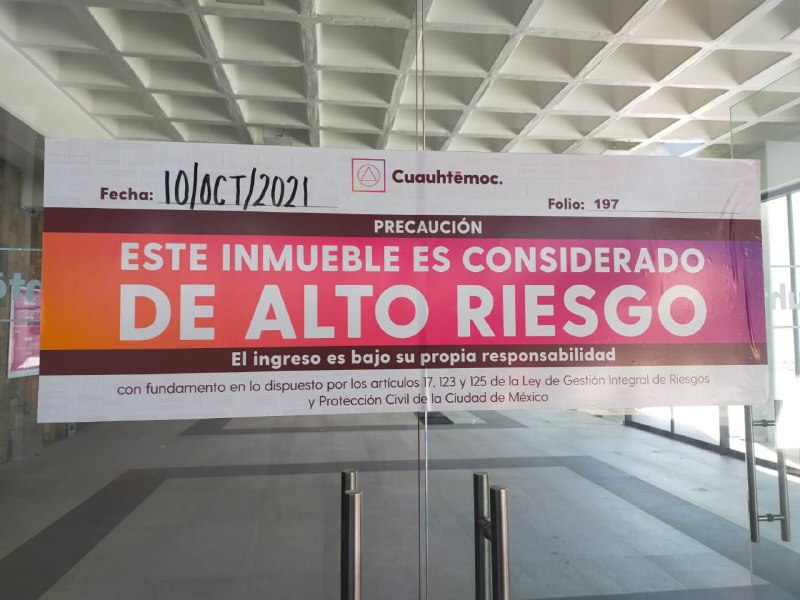 Fecha: 10/OCT/2021
Cuauhtēmoc.
Folio: 197
PRECAUCIÓN
ESTE INMUEBLE ES CONSIDERADO
DE ALTO RIESGO
El ingreso es bajo su propia responsabilidad
con fundamento en lo dispuesto por los artículos 17, 123 y 125 de la Ley de Gestión Integral de Riesgos
y Protección Civil de la Ciudad de México